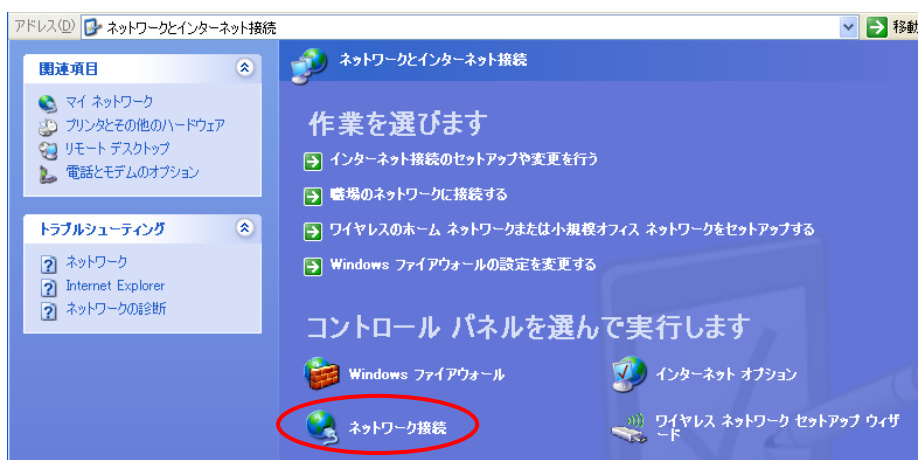 アドレス(D) ネットワークとインターネット接続 移動
関連項目
マイ ネットワーク
プリンタとその他のハードウェア
リモート デスクトップ
電話とモデムのオプション
トラブルシューティング
ネットワーク
Internet Explorer
ネットワークの診断
ネットワークとインターネット接続
作業を選びます
インターネット接続のセットアップや変更を行う
職場のネットワークに接続する
ワイヤレスのホーム ネットワークまたは小規模オフィス ネットワークをセットアップする
Windows ファイアウォールの設定を変更する
コントロール パネルを選んで実行します
Windows ファイアウォール
インターネット オプション
ネットワーク接続
ワイヤレス ネットワーク セットアップ ウィザ
ード